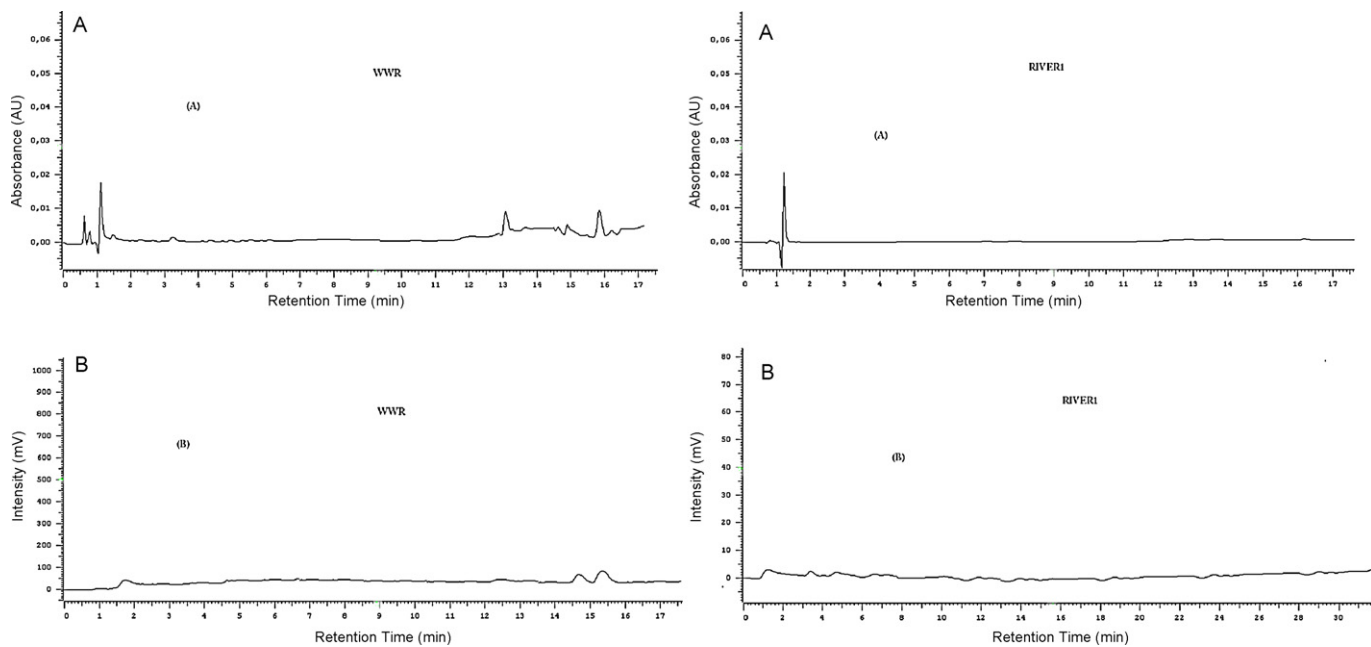 A
WWR
(A)
Absorbance (AU)
0,06
0,05
0,04
0,03
0,02
0,01
0,00
0 1 2 3 4 5 6 7 8 9 10 11 12 13 14 15 16 17
Retention Time (min)
A
RIVER1
(A)
Absorbance (AU)
0,06
0,05
0,04
0,03
0,02
0,01
0,00
0 1 2 3 4 5 6 7 8 9 10 11 12 13 14 15 16 17
Retention Time (min)
B
WWR
(B)
Intensity (mV)
1000
900
800
700
600
500
400
300
200
100
0
0 1 2 3 4 5 6 7 8 9 10 11 12 13 14 15 16 17
Retention Time (min)
B
RIVER1
(B)
Intensity (mV)
80
70
60
50
40
30
20
10
0
0 2 4 6 8 10 12 14 16 18 20 22 24 26 28 30
Retention Time (min)